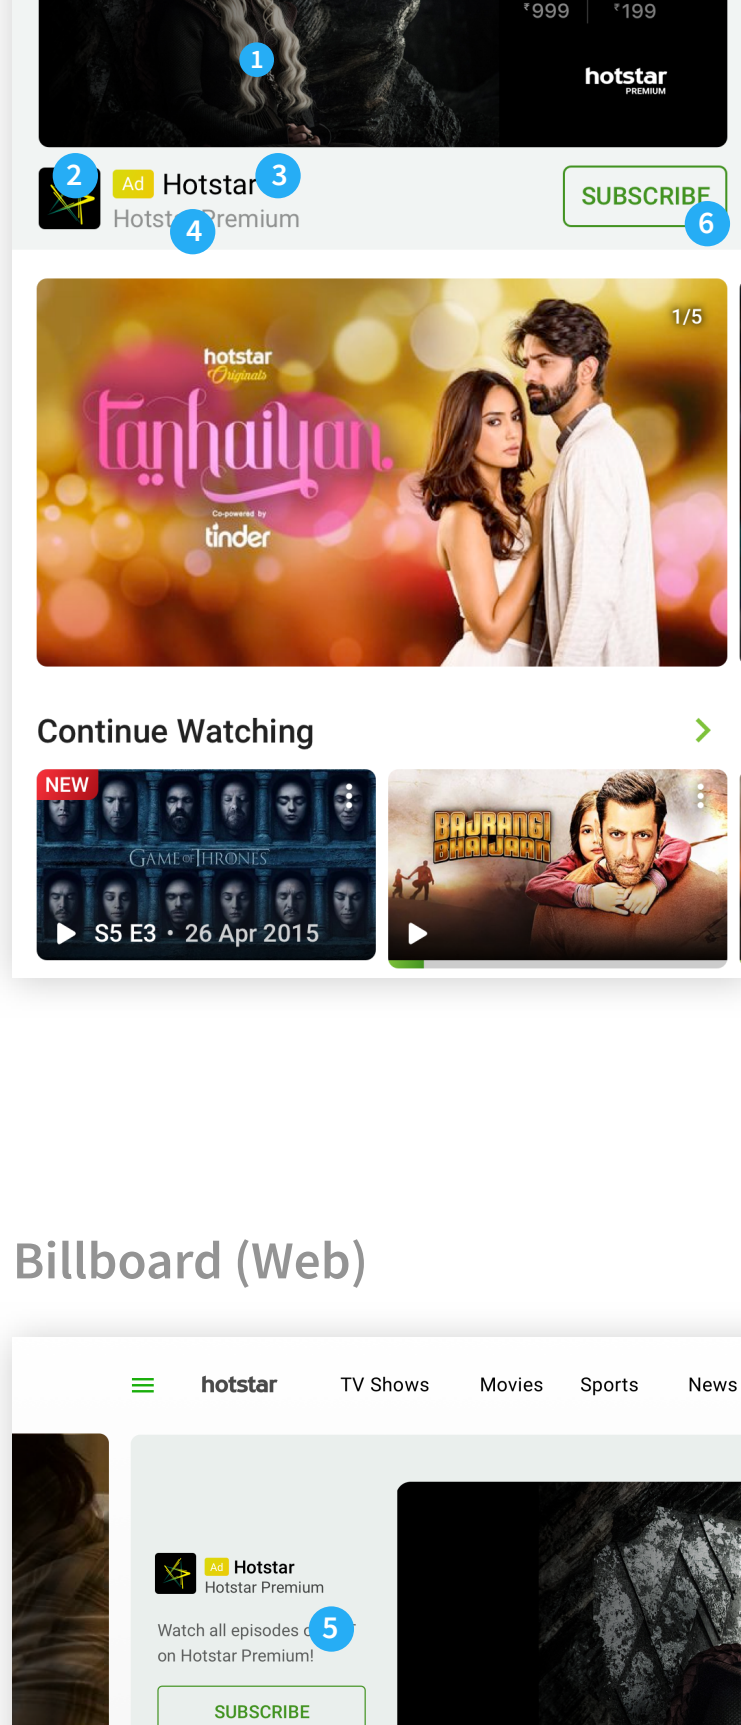 ₹999 ₹199
1
hotstar
PREMIUM
2 Ad Hotstar 3
Premium
4
SUBSCRIBE
6
1/5
hotstar
Originals
tanhaiyan.
Co-powered by
tinder
Continue Watching
NEW
GAME OF THRONES
S5 E3 • 26 Apr 2015
BAJRANGI
BHAIJAAN
Billboard (Web)
hotstar TV Shows Movies Sports News
Ad Hotstar
Hotstar Premium
Watch all episodes
5
on Hotstar Premium!
SUBSCRIBE